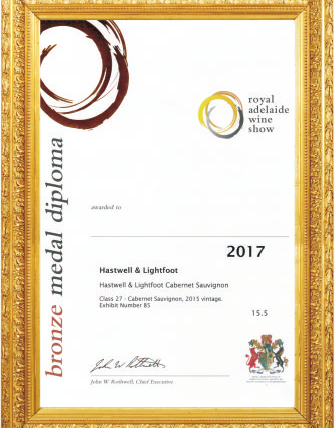 royal
adelaide
wine
show
bronze medal diploma
awarded to
2017
Hastwell & Lightfoot
Hastwell & Lightfoot Cabernet Sauvignon
Class 27 - Cabernet Sauvignon, 2015 vintage.
Exhibit Number 85
15.5
John W Rothwell, Chief Executive